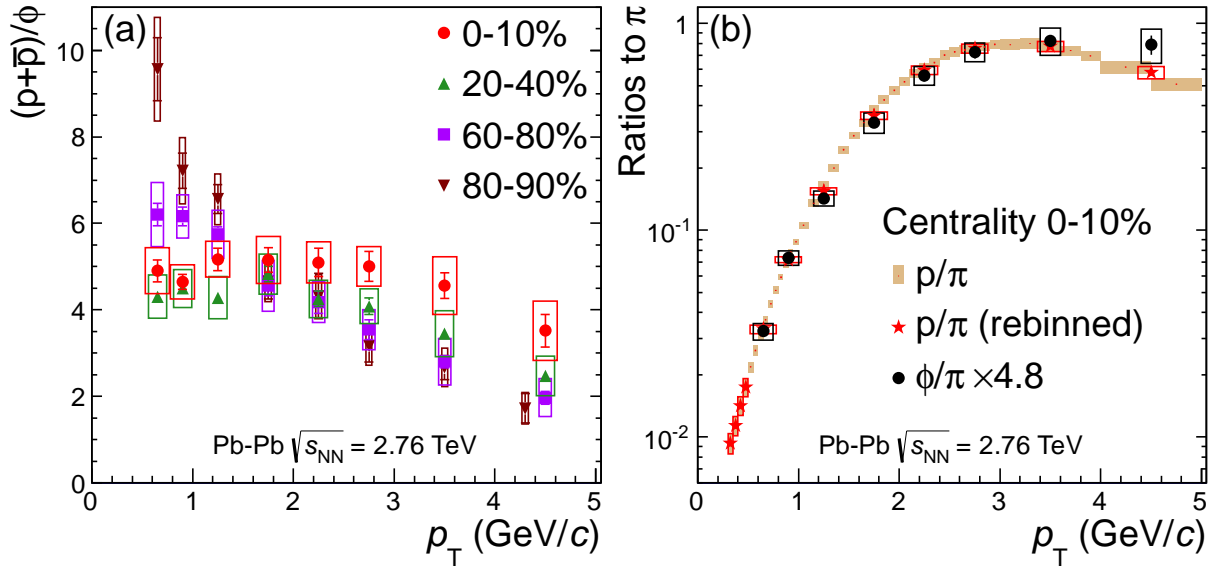 (a)
(p+p̅)/ϕ
10
8
6
4
2
0
0-10%
20-40%
60-80%
80-90%
Pb-Pb √sNN = 2.76 TeV
0 1 2 3 4 5
pT (GeV/c)
(b)
Ratios to π
1
10⁻¹
10⁻²
Centrality 0-10%
p/π
p/π (rebinned)
ϕ/π ×4.8
Pb-Pb √sNN = 2.76 TeV
0 1 2 3 4 5
pT (GeV/c)